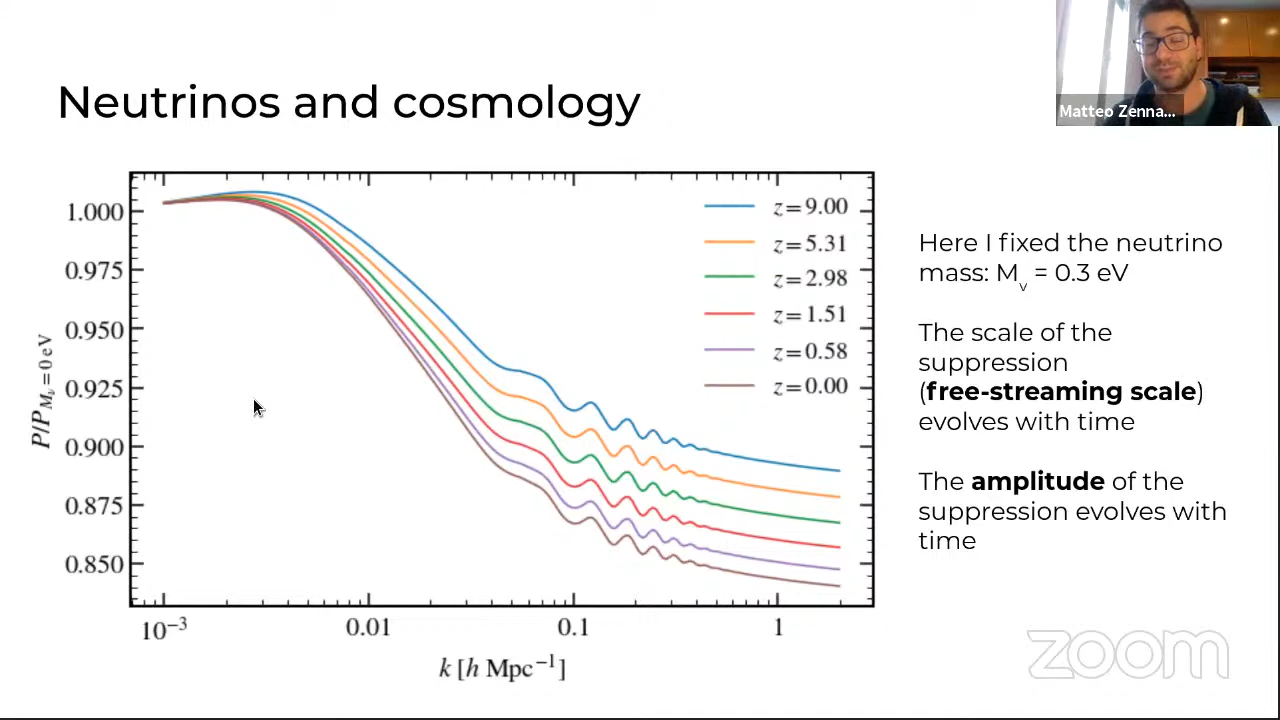 Matteo Zenna...
Neutrinos and cosmology
1.000
0.975
0.950
0.925
0.900
0.875
0.850
P/P_{M_ν=0 eV}
10⁻³
0.01
0.1
1
k [h Mpc⁻¹]
z=9.00
z=5.31
z=2.98
z=1.51
z=0.58
z=0.00
Here I fixed the neutrino
mass: Mᵥ = 0.3 eV
The scale of the
suppression
(free-streaming scale)
evolves with time
The amplitude of the
suppression evolves with
time
zoom